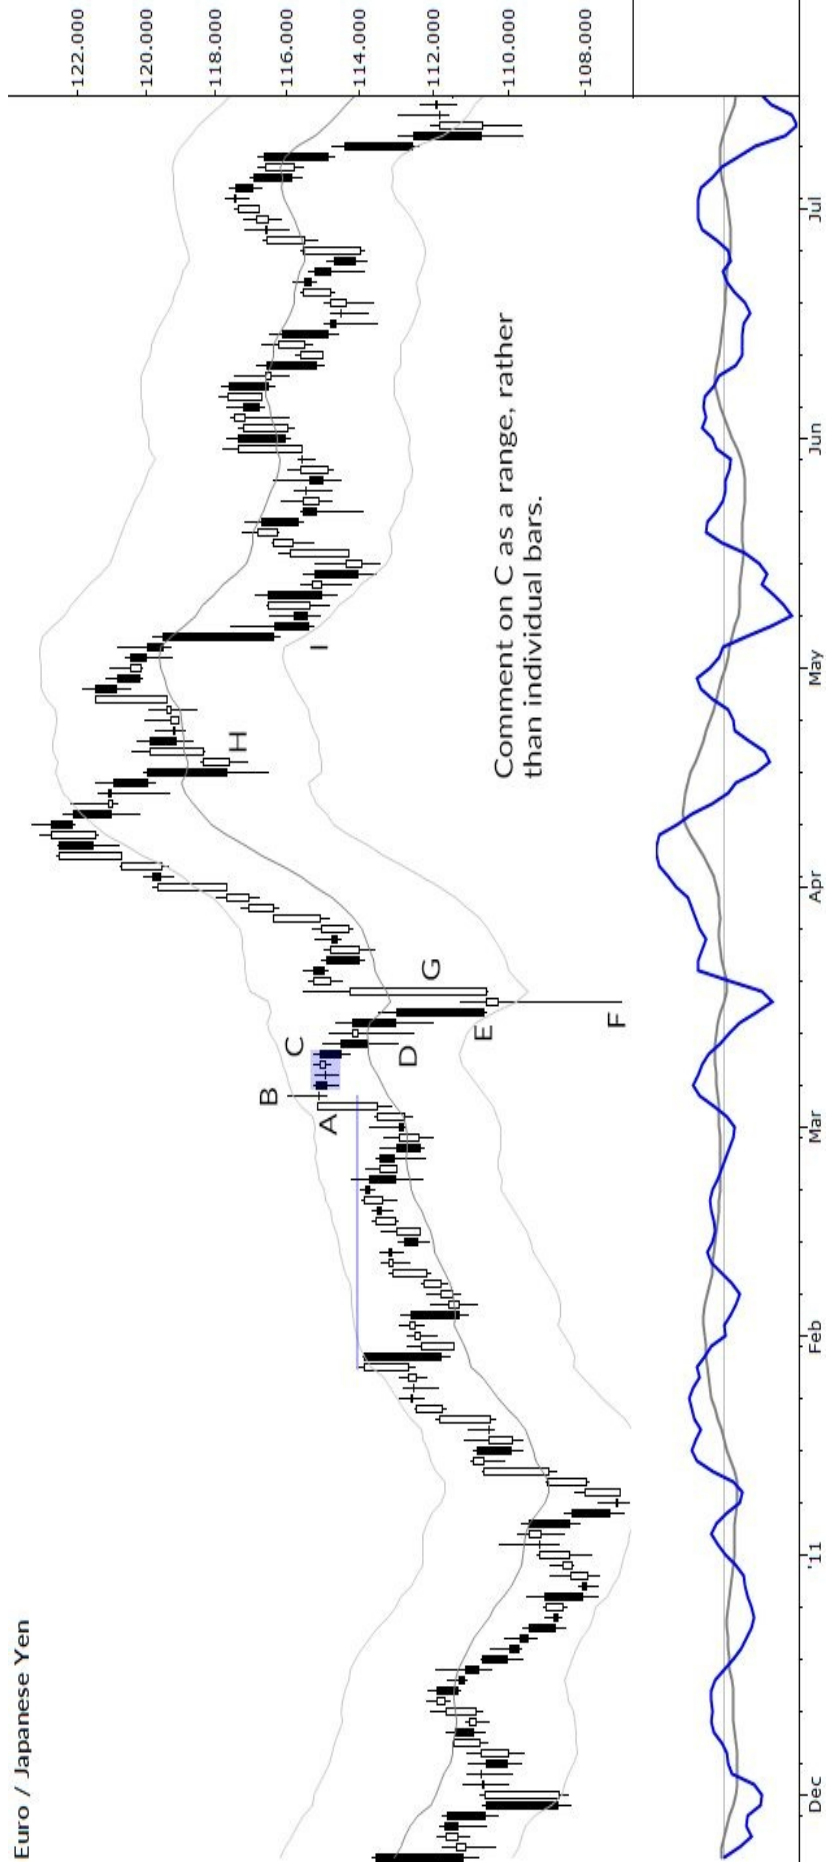 Euro / Japanese Yen
122.000
120.000
118.000
116.000
114.000
112.000
110.000
108.000
A
B
C
D
E
F
G
H
I
Comment on C as a range, rather
than individual bars.
Dec
'11
Feb
Mar
Apr
May
Jun
Jul